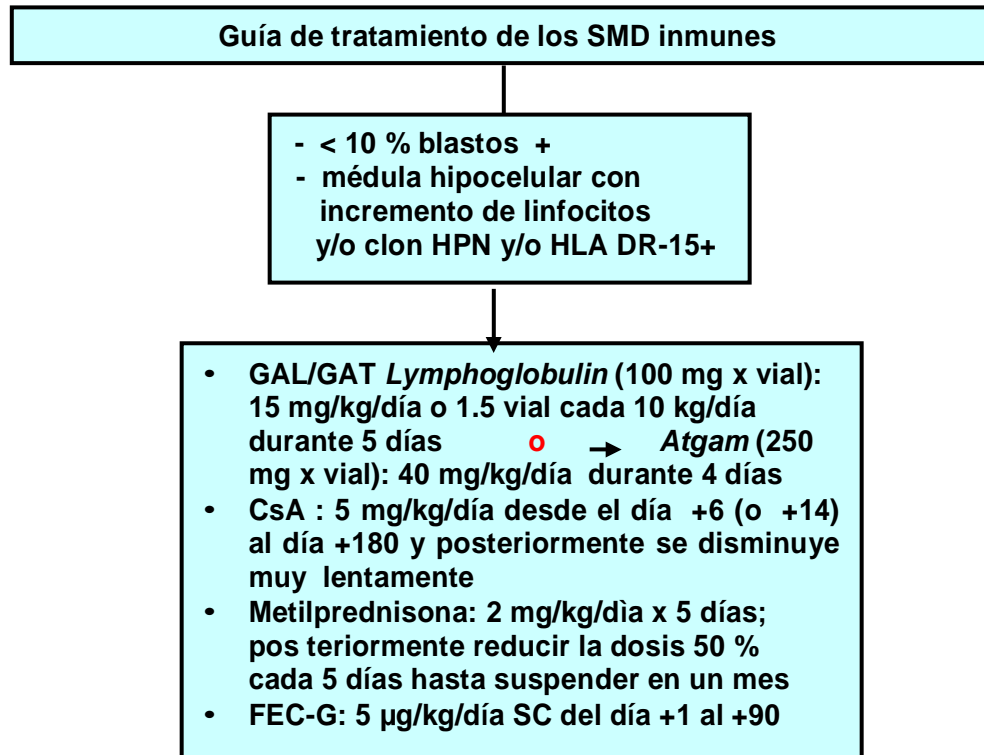 Guía de tratamiento de los SMD inmunes
- < 10 % blastos +
- médula hipocelular con
incremento de linfocitos
y/o clon HPN y/o HLA DR-15+
• GAL/GAT Lymphoglobulin (100 mg x vial):
15 mg/kg/día o 1.5 vial cada 10 kg/día
durante 5 días o → Atgam (250
mg x vial): 40 mg/kg/día durante 4 días
• CsA : 5 mg/kg/día desde el día +6 (o +14)
al día +180 y posteriormente se disminuye
muy lentamente
• Metilprednisona: 2 mg/kg/dìa x 5 días;
pos teriormente reducir la dosis 50 %
cada 5 días hasta suspender en un mes
• FEC-G: 5 µg/kg/día SC del día +1 al +90